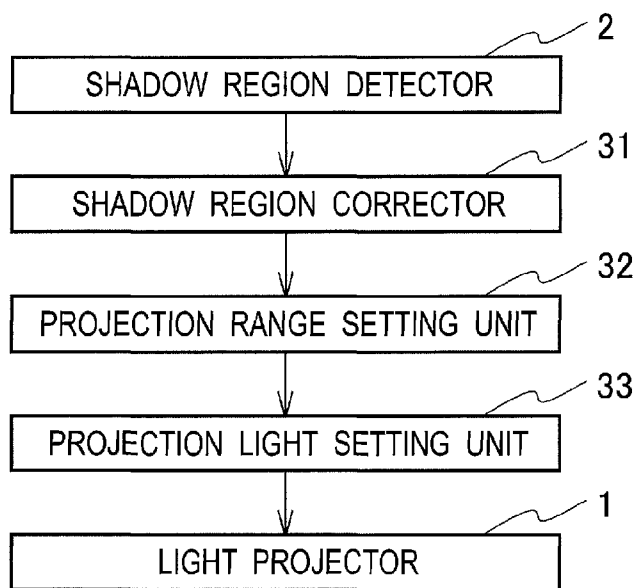 2
SHADOW REGION DETECTOR
31
SHADOW REGION CORRECTOR
32
PROJECTION RANGE SETTING UNIT
33
PROJECTION LIGHT SETTING UNIT
1
LIGHT PROJECTOR